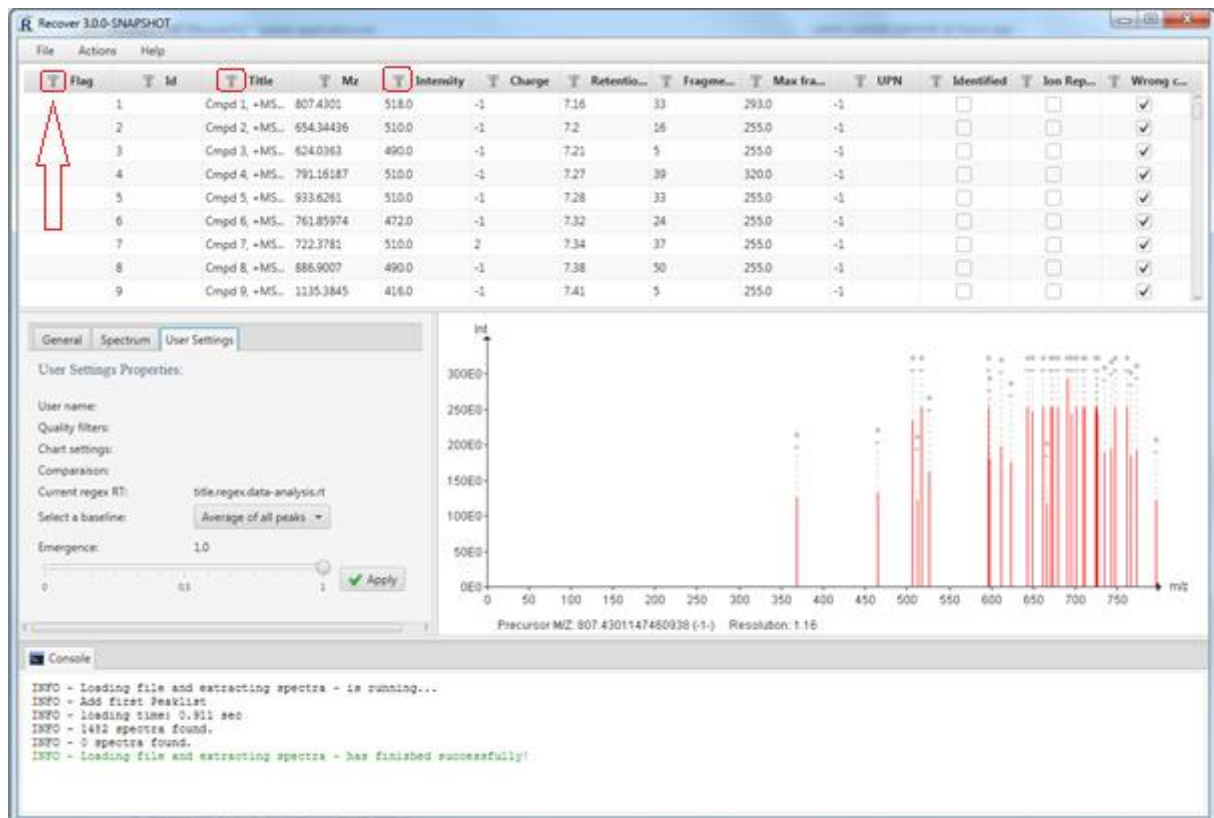 Recover 3.0.0-SNAPSHOT
File Actions Help
Flag Id Title Mz Intensity Charge Retentio... Fragme... Max fra... UPN Identified Ion Rep... Wrong c...
1 Cmpd 1, +MS... 807.4301 518.0 -1 7.16 33 293.0 -1
2 Cmpd 2, +MS... 654.34436 510.0 -1 7.2 16 255.0 -1
3 Cmpd 3, +MS... 624.0363 490.0 -1 7.21 5 255.0 -1
4 Cmpd 4, +MS... 791.16187 510.0 -1 7.27 39 320.0 -1
5 Cmpd 5, +MS... 933.6261 510.0 -1 7.28 33 255.0 -1
6 Cmpd 6, +MS... 761.85974 472.0 -1 7.32 24 255.0 -1
7 Cmpd 7, +MS... 722.3781 510.0 2 7.34 37 255.0 -1
8 Cmpd 8, +MS... 886.9007 490.0 -1 7.38 50 255.0 -1
9 Cmpd 9, +MS... 1135.3845 416.0 -1 7.41 5 255.0 -1
General Spectrum User Settings
User Settings Properties:
User name:
Quality filters:
Chart settings:
Comparaison:
Current regex RT: title.regex.data-analysis.rt
Select a baseline: Average of all peaks
Emergence: 1.0
0 0.5 1 Apply
Int
300E0
250E0
200E0
150E0
100E0
50E0
0E0
0 50 100 150 200 250 300 350 400 450 500 550 600 650 700 750 m/z
Precursor M/Z: 807.4301147460938 (-1-) Resolution: 1.16
Console
INFO - Loading file and extracting spectra - is running...
INFO - Add first Peaklist
INFO - loading time: 0.911 sec
INFO - 1482 spectra found.
INFO - 0 spectra found.
INFO - Loading file and extracting spectra - has finished successfully!